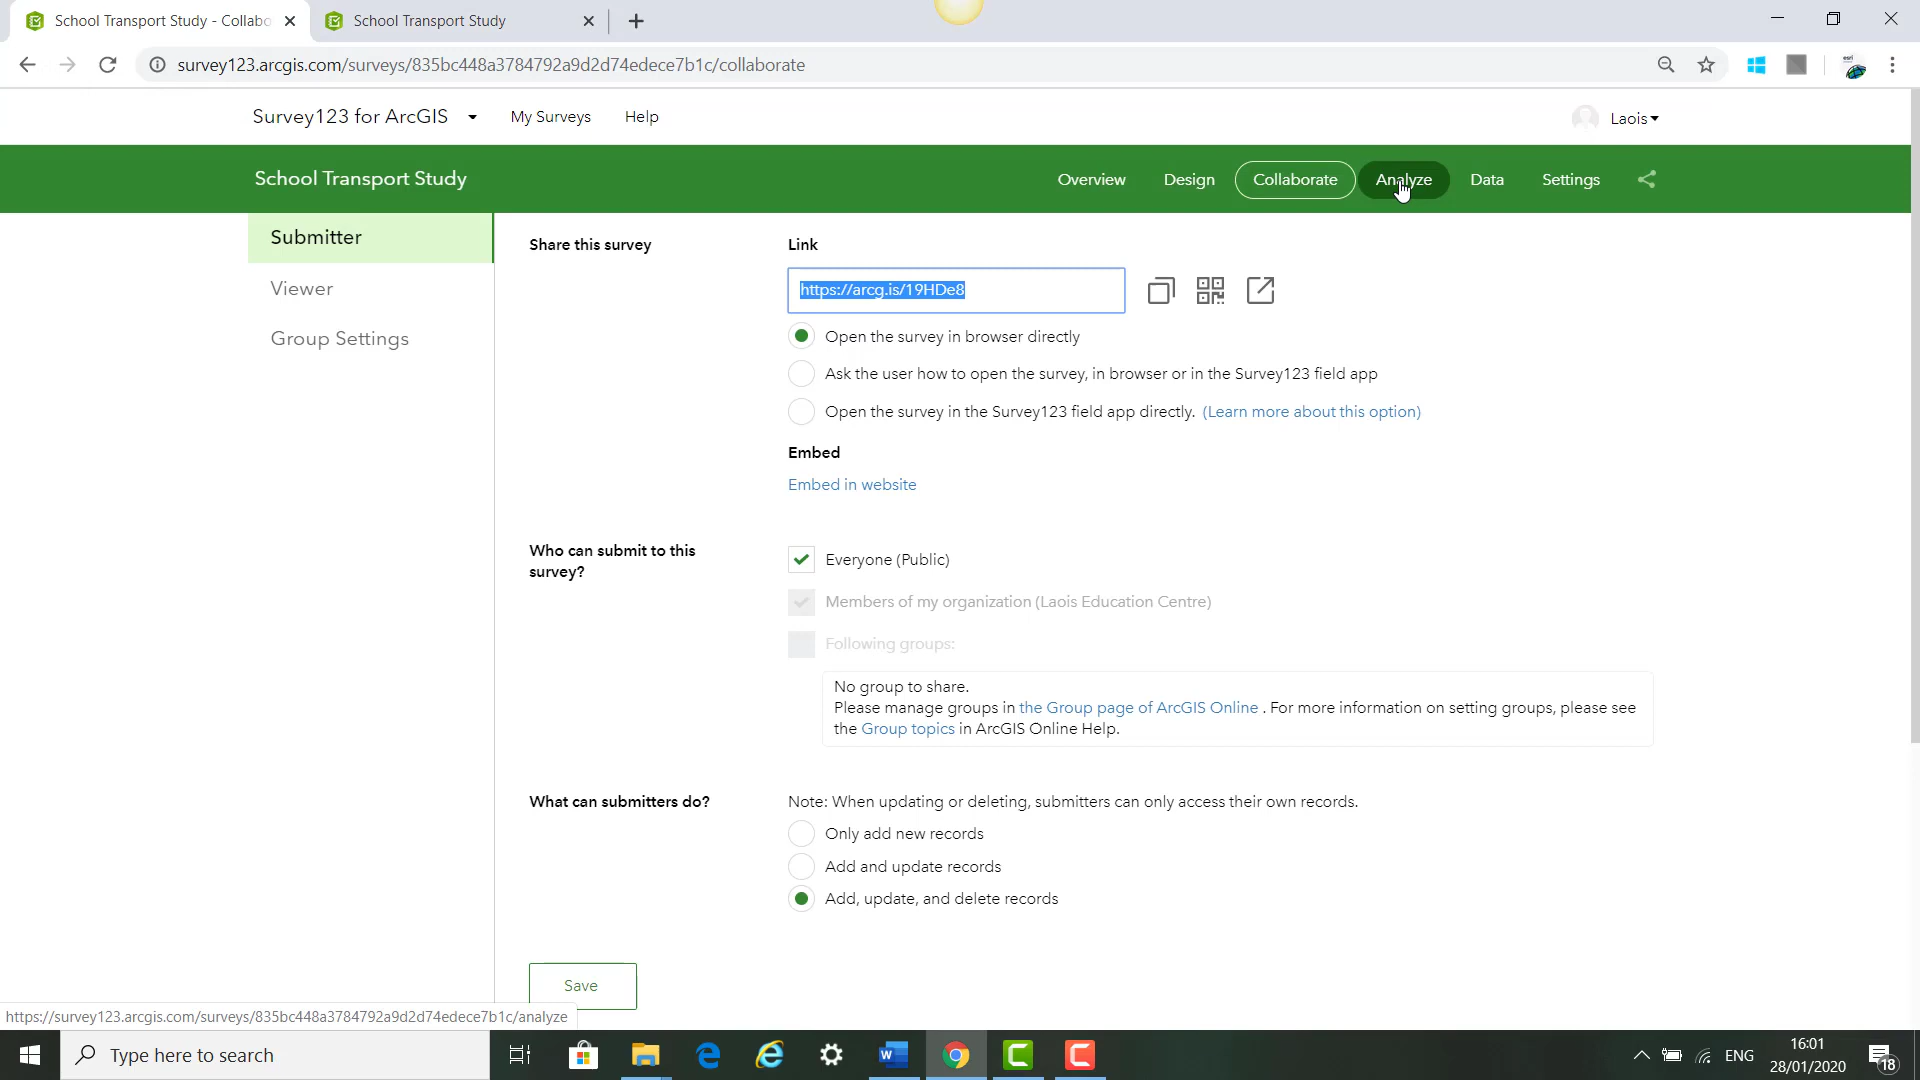 School Transport Study - Collabo
School Transport Study
survey123.arcgis.com/surveys/835bc448a3784792a9d2d74edece7b1c/collaborate
esri
Survey123 for ArcGIS
My Surveys
Help
Laois
School Transport Study
Overview
Design
Collaborate
Analyze
Data
Settings
Submitter
Viewer
Group Settings
Share this survey
Link
https://arcg.is/19HDe8
Open the survey in browser directly
Ask the user how to open the survey, in browser or in the Survey123 field app
Open the survey in the Survey123 field app directly. (Learn more about this option)
Embed
Embed in website
Who can submit to this
survey?
Everyone (Public)
Members of my organization (Laois Education Centre)
Following groups:
No group to share.
Please manage groups in the Group page of ArcGIS Online . For more information on setting groups, please see
the Group topics in ArcGIS Online Help.
What can submitters do?
Note: When updating or deleting, submitters can only access their own records.
Only add new records
Add and update records
Add, update, and delete records
Save
https://survey123.arcgis.com/surveys/835bc448a3784792a9d2d74edece7b1c/analyze
Type here to search
ENG
16:01
28/01/2020
18